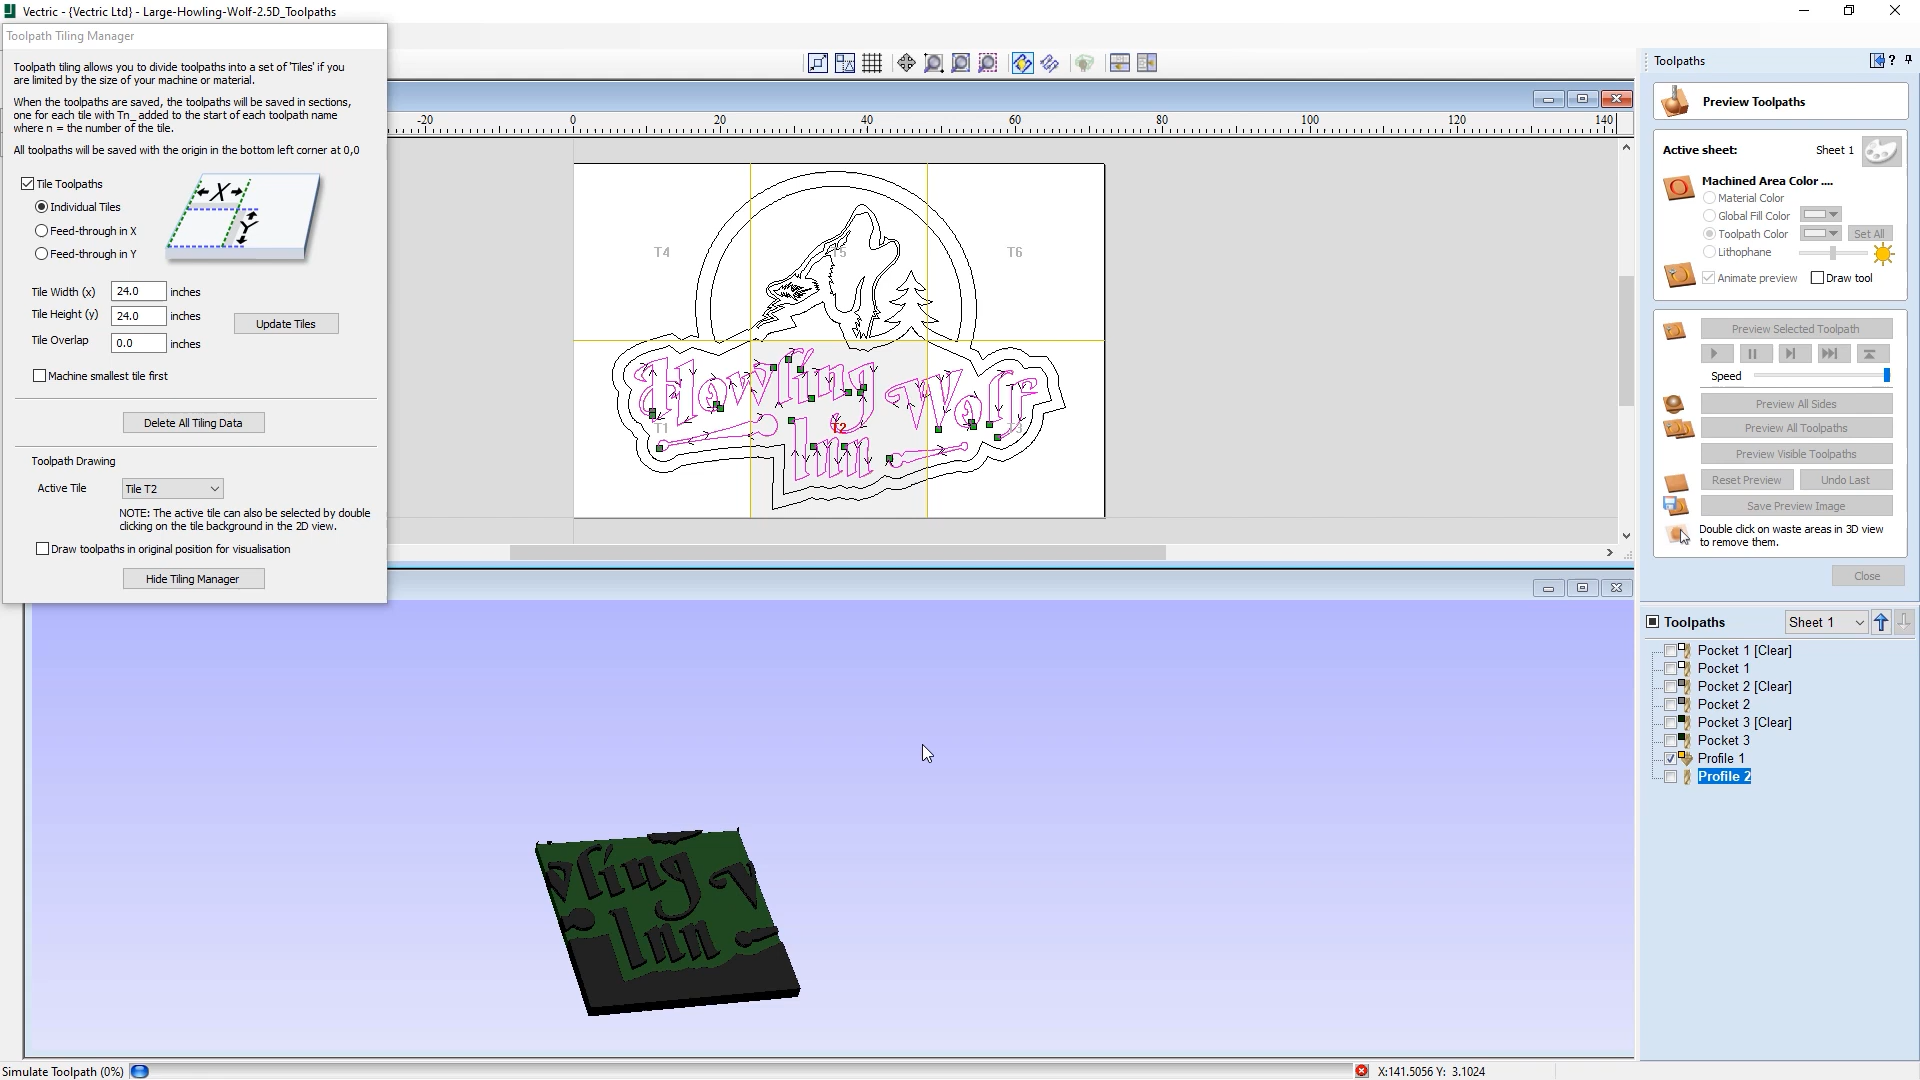 Vectric - {Vectric Ltd} - Large-Howling-Wolf-2.5D_Toolpaths
Toolpath Tiling Manager
Toolpath tiling allows you to divide toolpaths into a set of 'Tiles' if you
are limited by the size of your machine or material.
When the toolpaths are saved, the toolpaths will be saved in sections,
one for each tile with Tn_ added to the start of each toolpath name
where n = the number of the tile.
All toolpaths will be saved with the origin in the bottom left corner at 0,0
Tile Toolpaths
Individual Tiles
Feed-through in X
Feed-through in Y
X
Y
Tile Width (x) 24.0 inches
Tile Height (y) 24.0 inches
Tile Overlap 0.0 inches
Update Tiles
Machine smallest tile first
Delete All Tiling Data
Toolpath Drawing
Active Tile Tile T2
NOTE: The active tile can also be selected by double
clicking on the tile background in the 2D view.
Draw toolpaths in original position for visualisation
Hide Tiling Manager
-20 0 20 40 60 80 100 120 140
T4 T5 T6
Howling Wolf
T1 T2 T3
Inn
wling W
Inn
Toolpaths
?
Preview Toolpaths
Active sheet: Sheet 1
Machined Area Color ....
Material Color
Global Fill Color
Toolpath Color Set All
Lithophane
Animate preview Draw tool
Preview Selected Toolpath
Speed
Preview All Sides
Preview All Toolpaths
Preview Visible Toolpaths
Reset Preview Undo Last
Save Preview Image
Double click on waste areas in 3D view
to remove them.
Close
Toolpaths Sheet 1
Pocket 1 [Clear]
Pocket 1
Pocket 2 [Clear]
Pocket 2
Pocket 3 [Clear]
Pocket 3
Profile 1
Profile 2
Simulate Toolpath (0%)
X:141.5056 Y: 3.1024